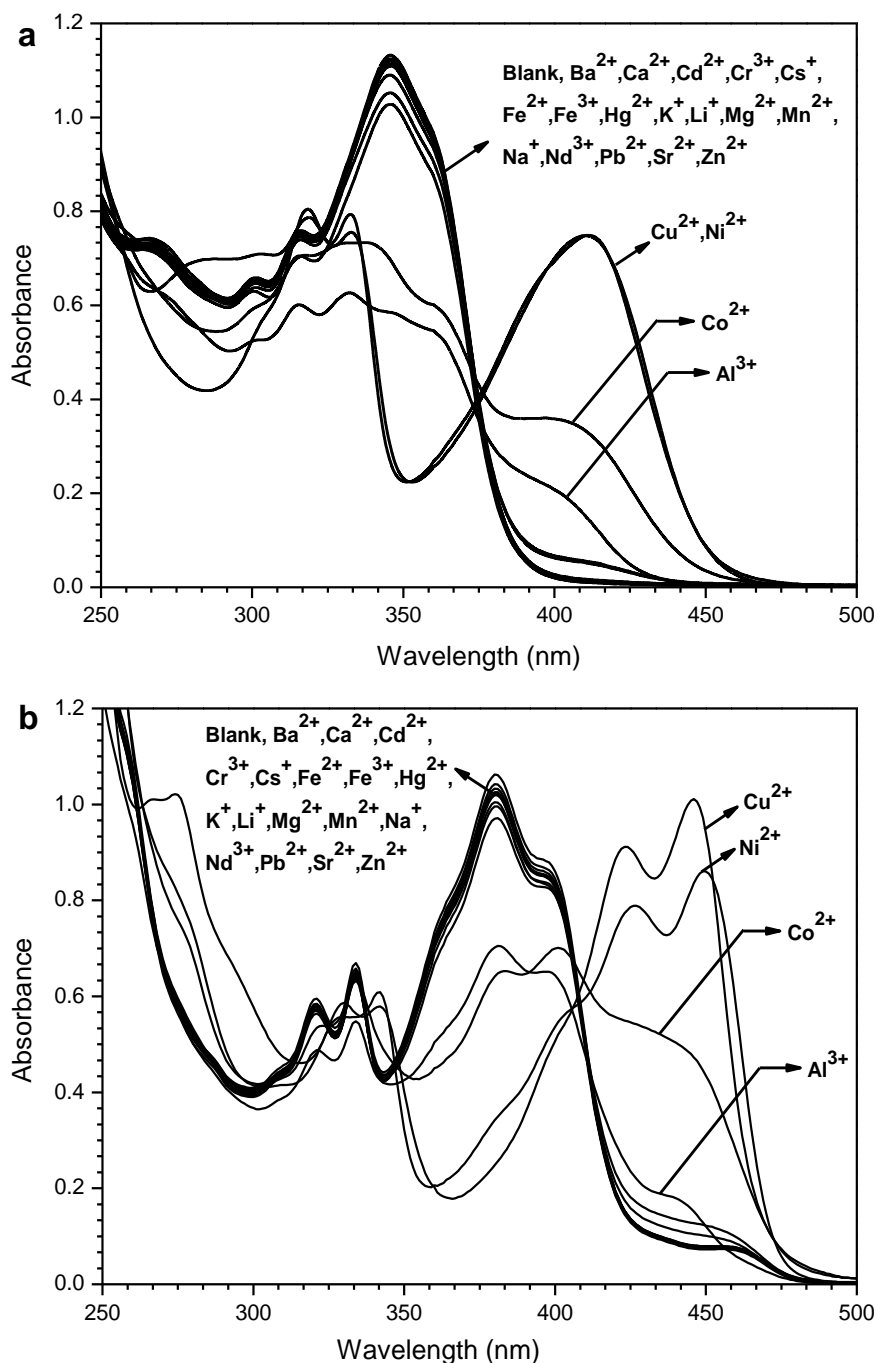 a
1.2
1.0
0.8
0.6
0.4
0.2
0.0
Absorbance
Blank, Ba2+,Ca2+,Cd2+,Cr3+,Cs+,
Fe2+,Fe3+,Hg2+,K+,Li+,Mg2+,Mn2+,
Na+,Nd3+,Pb2+,Sr2+,Zn2+
Cu2+,Ni2+
Co2+
Al3+
250 300 350 400 450 500
Wavelength (nm)
b
1.2
1.0
0.8
0.6
0.4
0.2
0.0
Absorbance
Blank, Ba2+,Ca2+,Cd2+,
Cr3+,Cs+,Fe2+,Fe3+,Hg2+,
K+,Li+,Mg2+,Mn2+,Na+,
Nd3+,Pb2+,Sr2+,Zn2+
Cu2+
Ni2+
Co2+
Al3+
250 300 350 400 450 500
Wavelength (nm)